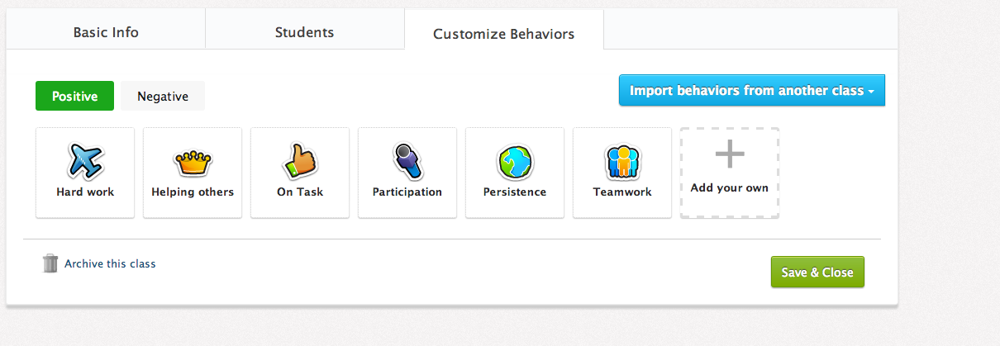 Basic Info
Students
Customize Behaviors
Positive
Negative
Import behaviors from another class
Hard work
Helping others
On Task
Participation
Persistence
Teamwork
Add your own
Archive this class
Save & Close